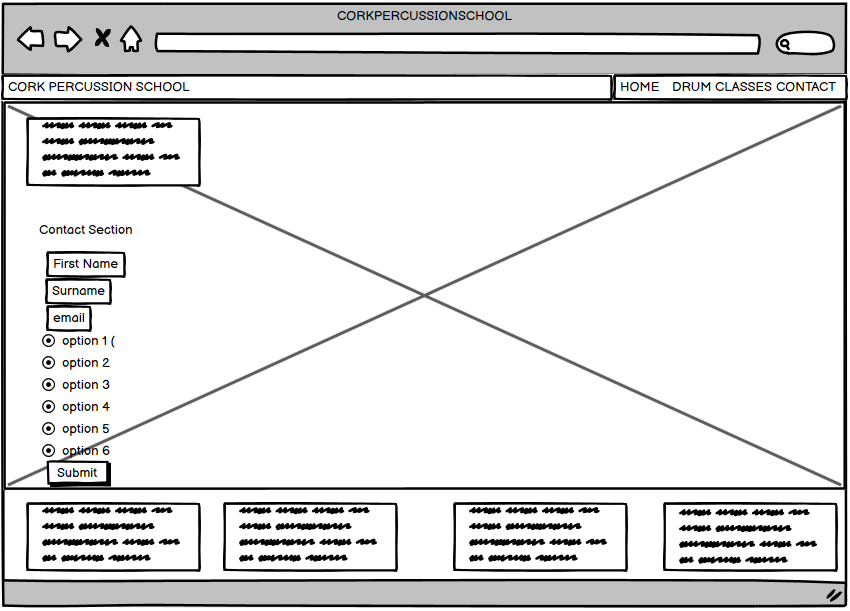 CORKPERCUSSIONSCHOOL
CORK PERCUSSION SCHOOL
HOME DRUM CLASSES CONTACT
Contact Section
First Name
Surname
email
option 1 (
option 2
option 3
option 4
option 5
option 6
Submit